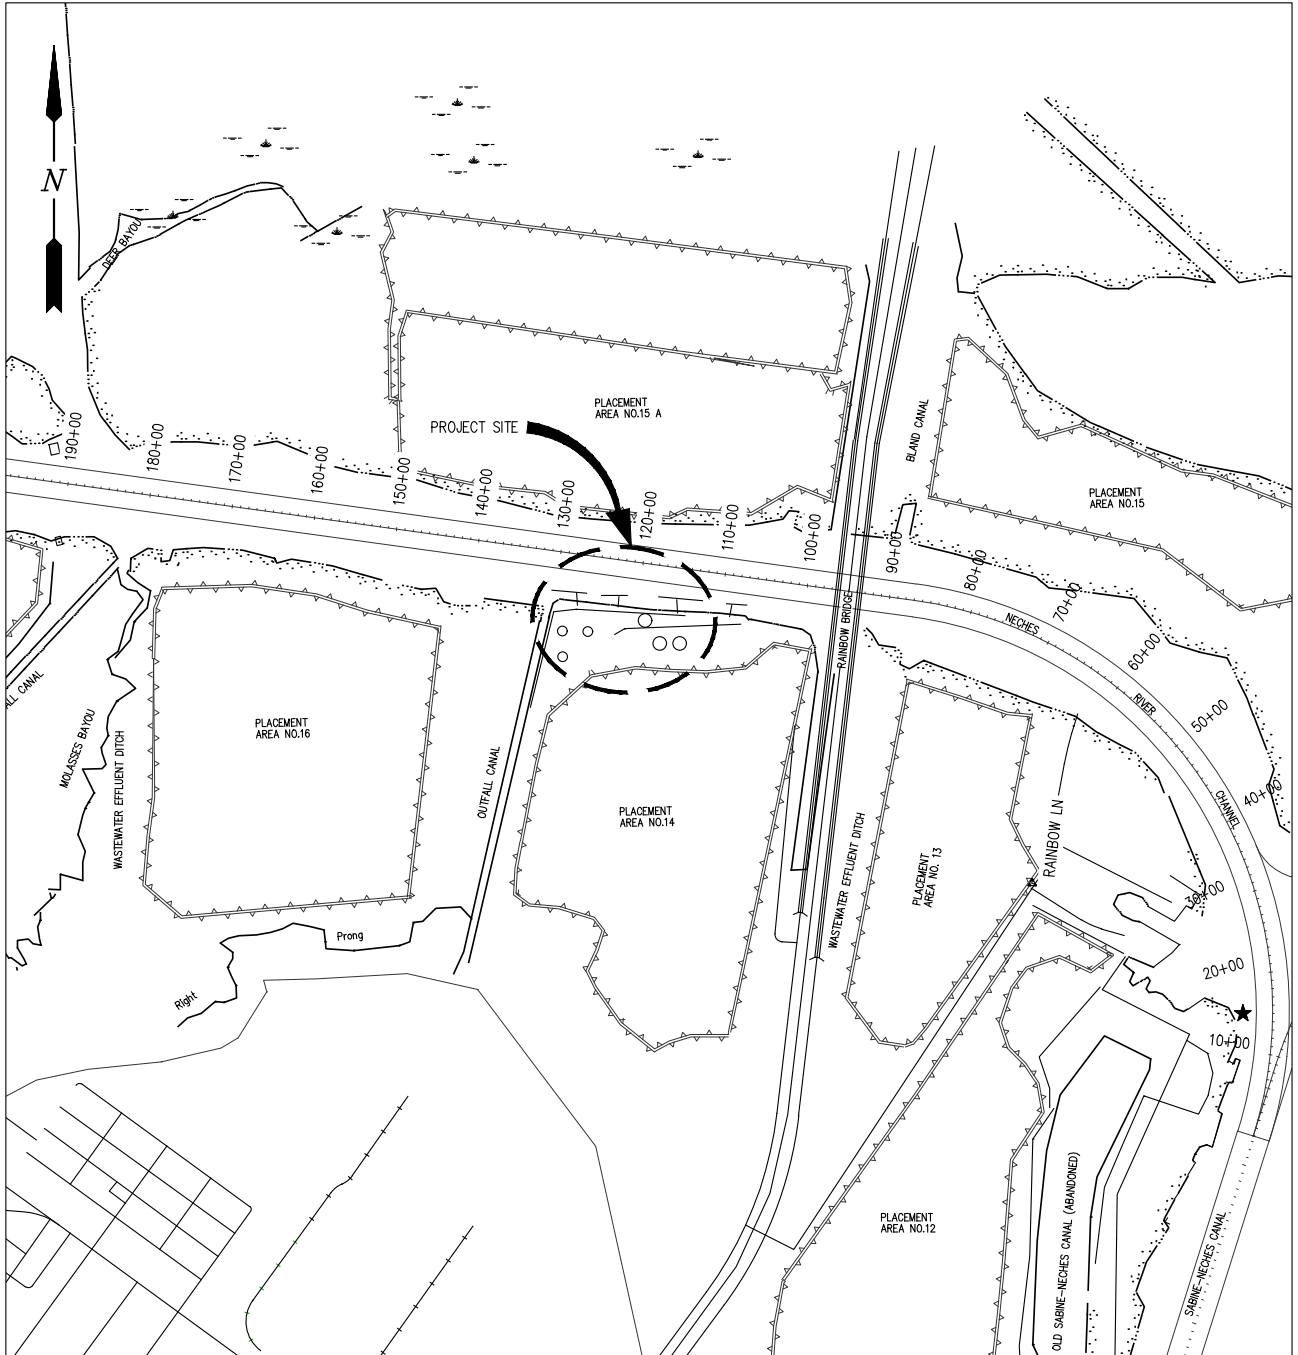 N
DEER BAYOU
PLACEMENT
AREA NO.15 A
PROJECT SITE
BLAND CANAL
PLACEMENT
AREA NO.15
190+00
180+00
170+00
160+00
150+00
140+00
130+00
120+00
110+00
100+00
90+00
80+00
70+00
60+00
50+00
40+00
30+00
20+00
10+00
NECHES
RIVER
CHANNEL
RAINBOW BRIDGE
ALL CANAL
MOLASSES BAYOU
WASTEWATER EFFLUENT DITCH
PLACEMENT
AREA NO.16
OUTFALL CANAL
PLACEMENT
AREA NO.14
WASTEWATER EFFLUENT DITCH
PLACEMENT
AREA NO. 13
RAINBOW LN
Right
Prong
PLACEMENT
AREA NO.12
OLD SABINE-NECHES CANAL (ABANDONED)
SABINE-NECHES CANAL